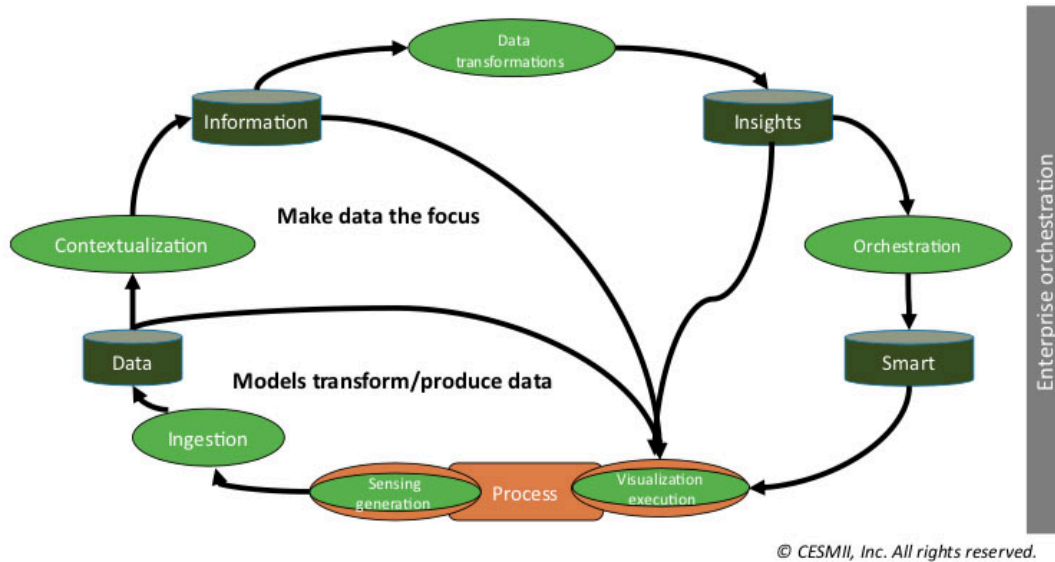 Data
transformations
Information
Insights
Make data the focus
Contextualization
Orchestration
Data
Smart
Models transform/produce data
Ingestion
Sensing
generation
Process
Visualization
execution
Enterprise orchestration
© CESMII, Inc. All rights reserved.